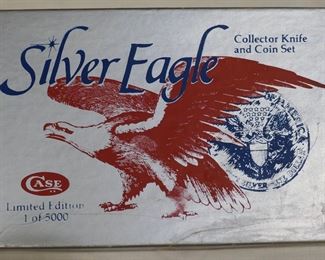 Silver Eagle
Collector Knife
and Coin Set
CASE
Limited Edition
1 of 5000